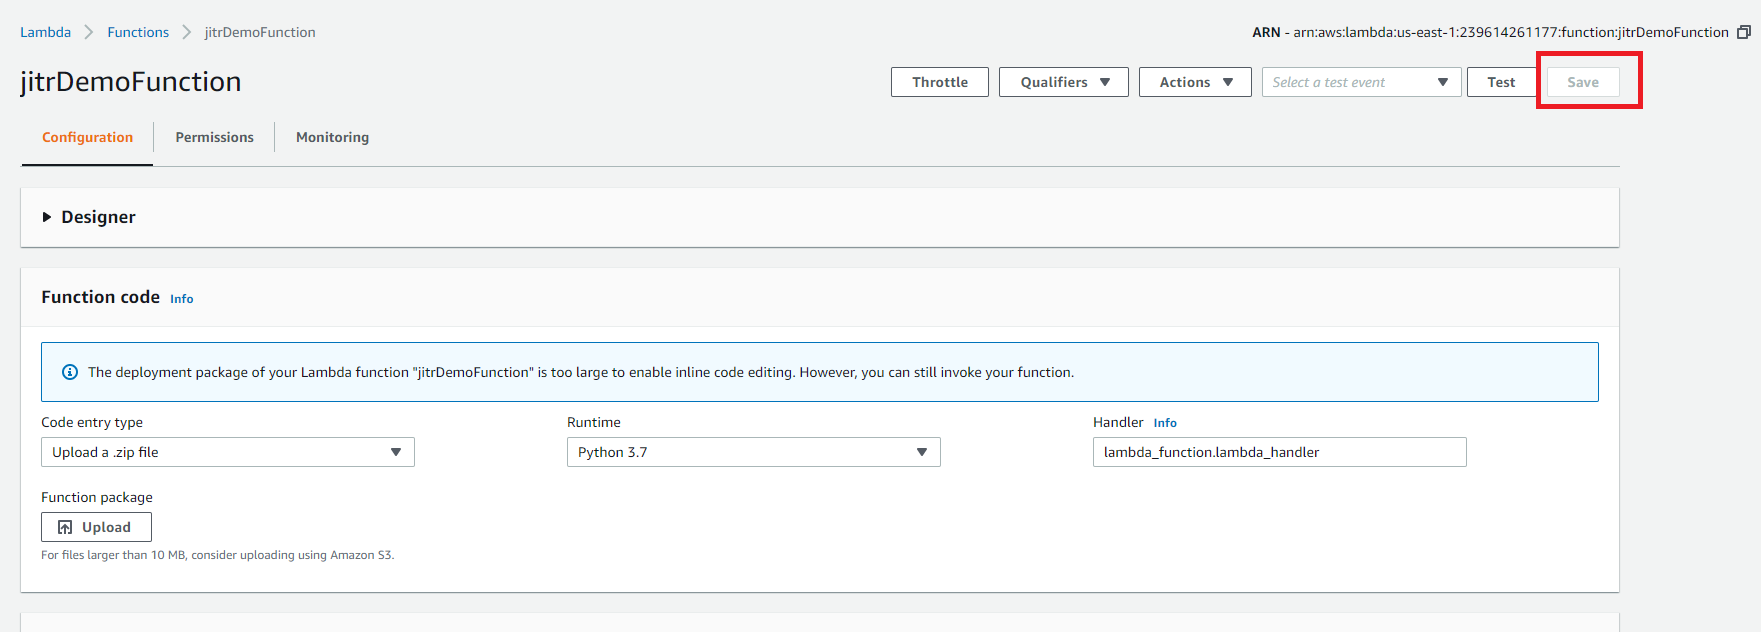 Lambda Functions jitrDemoFunction
ARN - arn:aws:lambda:us-east-1:239614261177:function:jitrDemoFunction
jitrDemoFunction
Throttle Qualifiers Actions Select a test event Test Save
Configuration Permissions Monitoring
Designer
Function code Info
The deployment package of your Lambda function "jitrDemoFunction" is too large to enable inline code editing. However, you can still invoke your function.
Code entry type Runtime Handler Info
Upload a .zip file Python 3.7 lambda_function.lambda_handler
Function package
Upload
For files larger than 10 MB, consider uploading using Amazon S3.